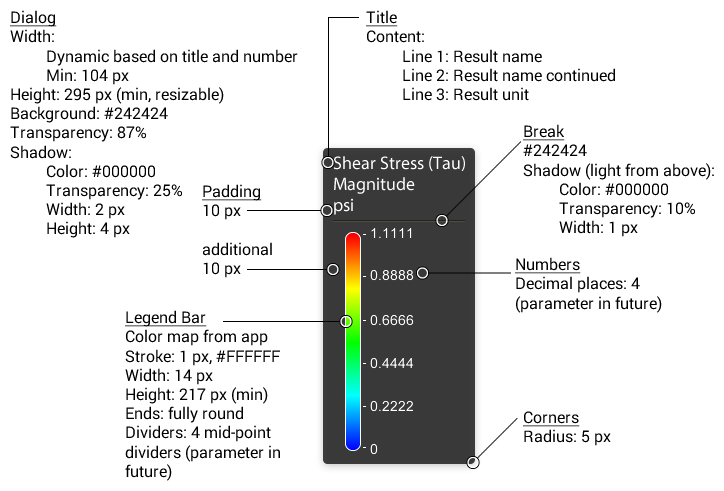 Dialog
Width:
Dynamic based on title and number
Min: 104 px
Height: 295 px (min, resizable)
Background: #242424
Transparency: 87%
Shadow:
Color: #000000
Transparency: 25%
Width: 2 px
Height: 4 px
Title
Content:
Line 1: Result name
Line 2: Result name continued
Line 3: Result unit
Break
#242424
Shadow (light from above):
Color: #000000
Transparency: 10%
Width: 1 px
Padding
10 px
additional
10 px
Shear Stress (Tau)
Magnitude
psi
1.1111
0.8888
0.6666
0.4444
0.2222
0
Numbers
Decimal places: 4
(parameter in future)
Legend Bar
Color map from app
Stroke: 1 px, #FFFFFF
Width: 14 px
Height: 217 px (min)
Ends: fully round
Dividers: 4 mid-point
dividers (parameter in
future)
Corners
Radius: 5 px